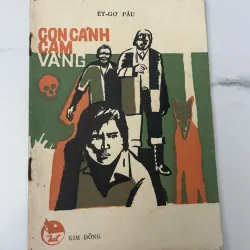 ÉT-GƠ PÂU
CON CÁNH
CAM
VÀNG
KIM ĐỒNG